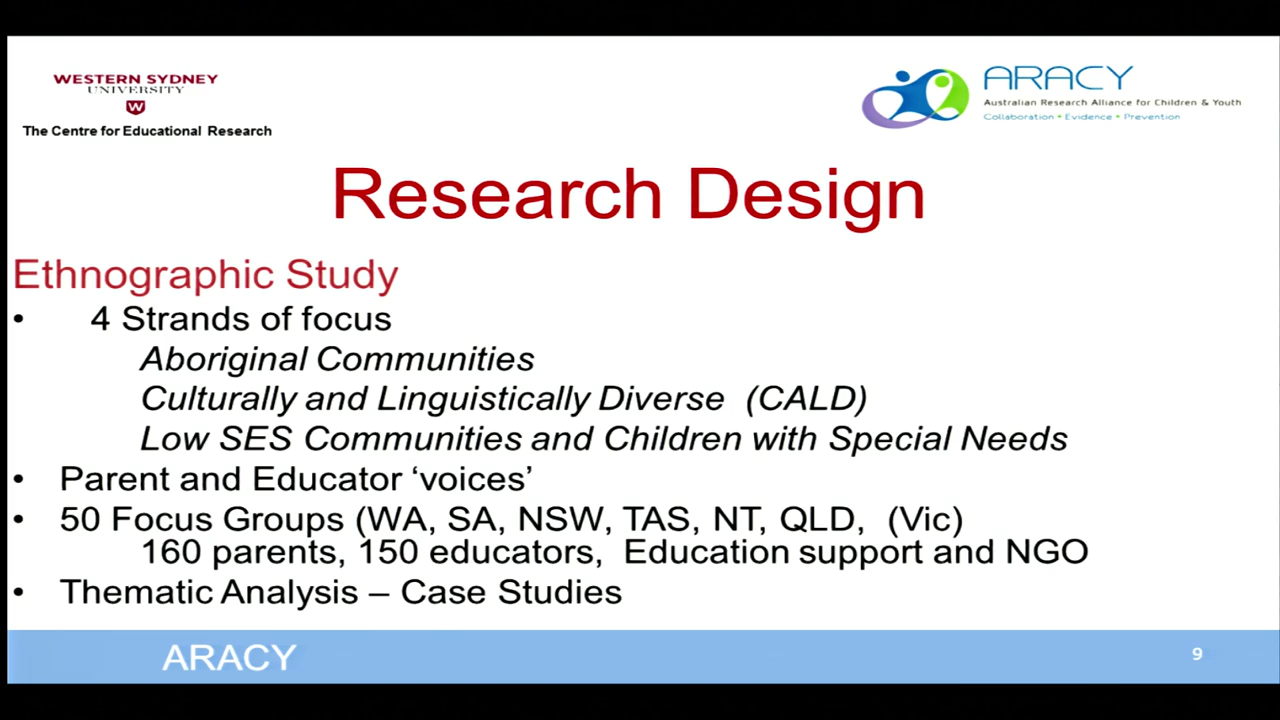 WESTERN SYDNEY
UNIVERSITY
W
The Centre for Educational Research
ARACY
Australian Research Alliance for Children & Youth
Collaboration • Evidence • Prevention
Research Design
Ethnographic Study
• 4 Strands of focus
Aboriginal Communities
Culturally and Linguistically Diverse (CALD)
Low SES Communities and Children with Special Needs
• Parent and Educator ‘voices’
• 50 Focus Groups (WA, SA, NSW, TAS, NT, QLD, (Vic)
160 parents, 150 educators, Education support and NGO
• Thematic Analysis – Case Studies
ARACY
9